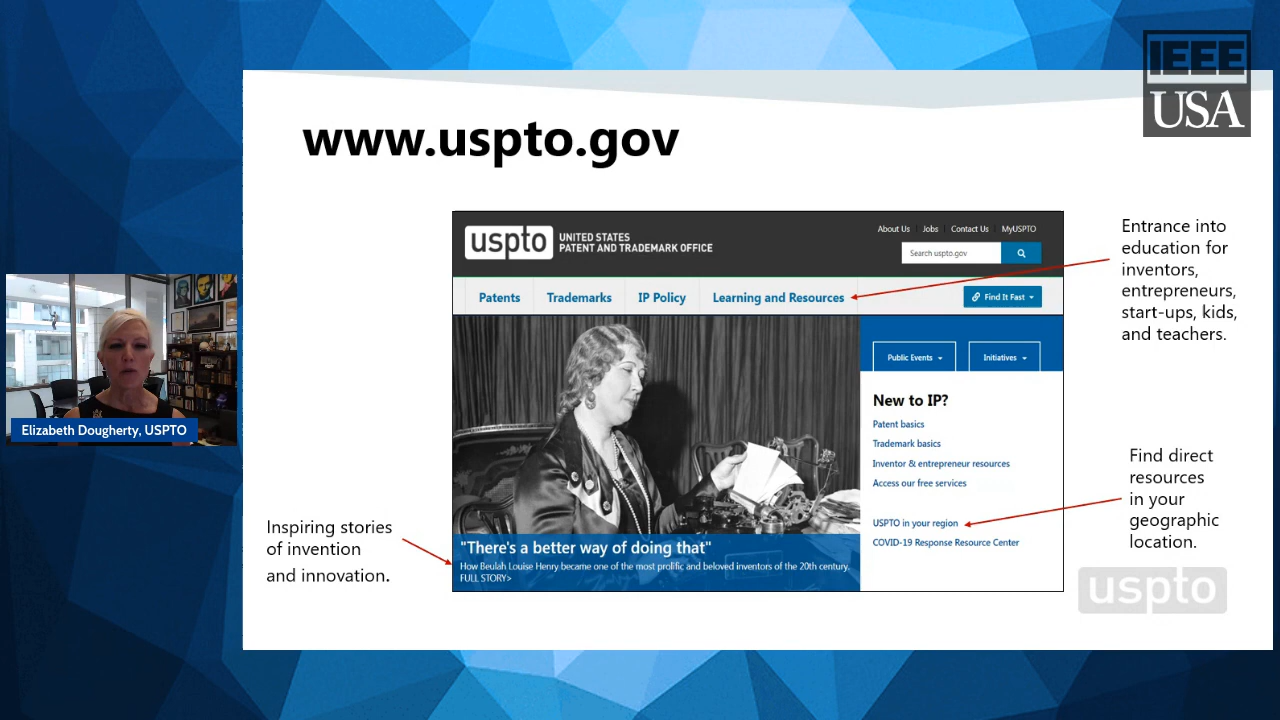 IEEE
USA
www.uspto.gov
uspto
UNITED STATES
PATENT AND TRADEMARK OFFICE
About Us
Jobs
Contact Us
MyUSPTO
Search uspto.gov
Patents
Trademarks
IP Policy
Learning and Resources
Find It Fast
Entrance into
education for
inventors,
entrepreneurs,
start-ups, kids,
and teachers.
Public Events
Initiatives
New to IP?
Patent basics
Trademark basics
Inventor & entrepreneur resources
Access our free services
USPTO in your region
COVID-19 Response Resource Center
Find direct
resources
in your
geographic
location.
Elizabeth Dougherty, USPTO
Inspiring stories
of invention
and innovation.
"There's a better way of doing that"
How Beulah Louise Henry became one of the most prolific and beloved inventors of the 20th century.
FULL STORY>
uspto